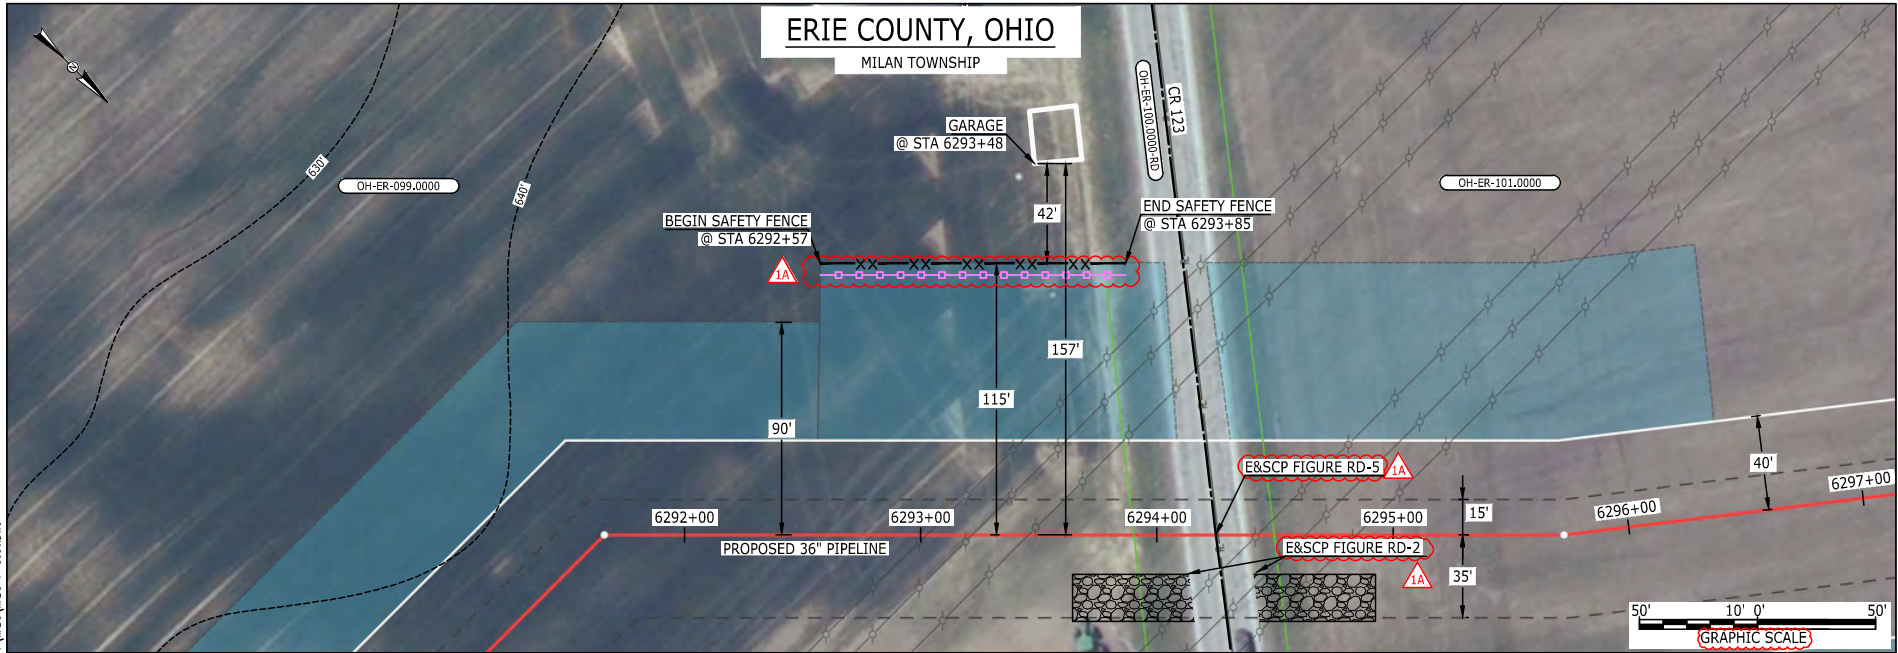 ERIE COUNTY, OHIO
MILAN TOWNSHIP
N
630'
OH-ER-099.0000
640'
GARAGE
@ STA 6293+48
OH-ER-100.0000-RD
CR 123
OH-ER-101.0000
BEGIN SAFETY FENCE
@ STA 6292+57
42'
END SAFETY FENCE
@ STA 6293+85
1A
157'
115'
90'
E&SCP FIGURE RD-5
1A
40'
6292+00
6293+00
6294+00
6295+00
15'
6296+00
6297+00
PROPOSED 36" PIPELINE
E&SCP FIGURE RD-2
1A
35'
50' 10' 0' 50'
GRAPHIC SCALE